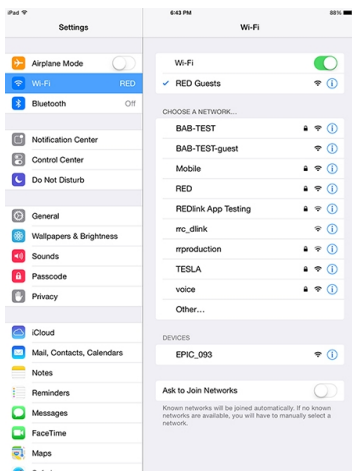 iPad 6:43 PM 88%
Settings
Airplane Mode
Wi-Fi RED
Bluetooth Off
Notification Center
Control Center
Do Not Disturb
General
Wallpapers & Brightness
Sounds
Passcode
Privacy
iCloud
Mail, Contacts, Calendars
Notes
Reminders
Messages
FaceTime
Maps
Wi-Fi
Wi-Fi
RED Guests
CHOOSE A NETWORK...
BAB-TEST
BAB-TEST-guest
Mobile
RED
REDlink App Testing
rrc_dlink
rrproduction
TESLA
voice
Other...
DEVICES
EPIC_093
Ask to Join Networks
Known networks will be joined automatically. If no known
networks are available, you will have to manually select a
network.